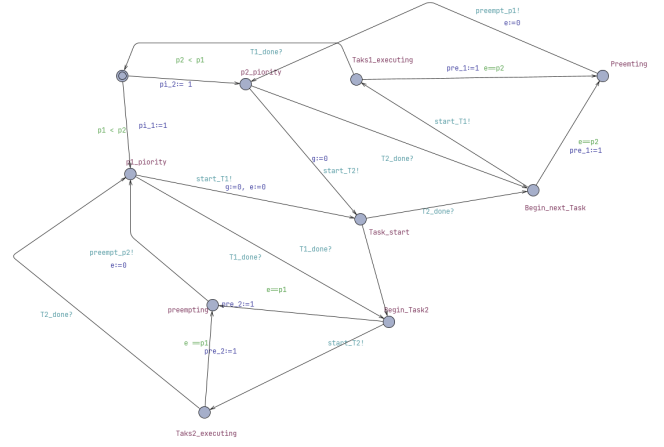 preempt_p1!
e:=0
T1_done?
p2 < p1
Taks1_executing
p2_piority
pre_1:=1 e==p2
Preemting
pi_2:= 1
start_T1!
pi_1:=1
p1 < p2
e==p2
pre_1:=1
g:=0
T2_done?
p1_piority
start_T2!
start_T1!
g:=0, e:=0
Begin_next_Task
T2_done?
Task_start
T1_done?
preempt_p2!
T1_done?
e:=0
e==p1
pre_2:=1
preempting
Begin_Task2
T2_done?
e ==p1
start_T2!
pre_2:=1
Taks2_executing